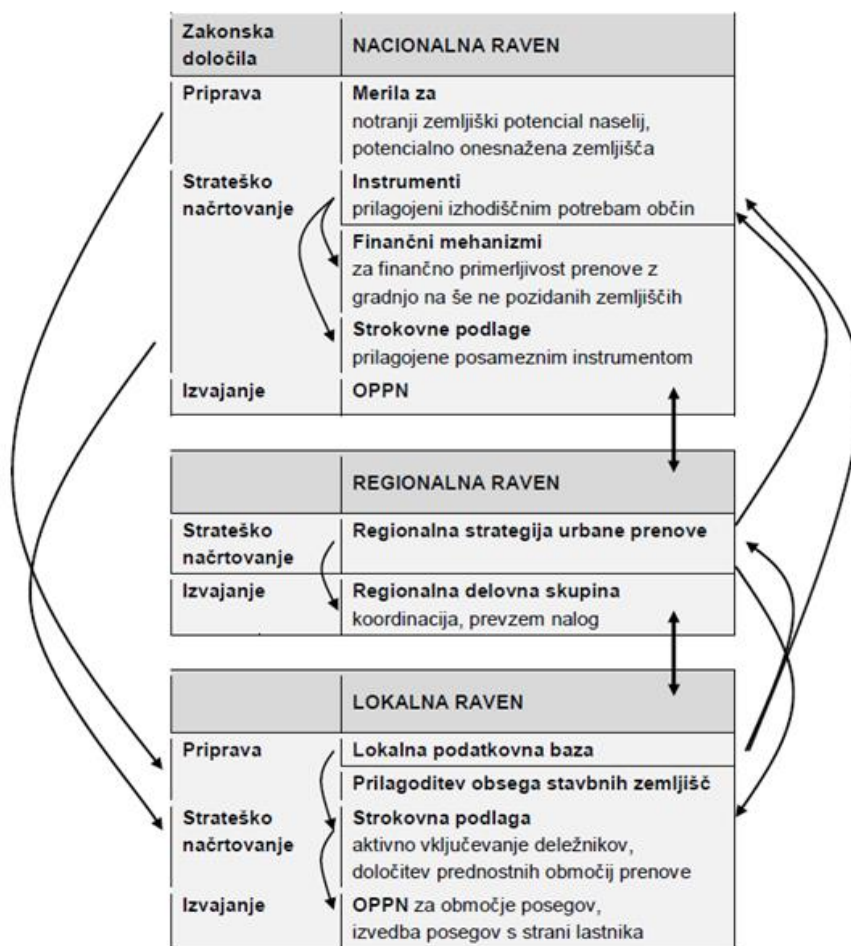 Zakonska
določila
NACIONALNA RAVEN
Priprava
Merila za
notranji zemljiški potencial naselij,
potencialno onesnažena zemljišča
Strateško
načrtovanje
Instrumenti
prilagojeni izhodiščnim potrebam občin
Finančni mehanizmi
za finančno primerljivost prenove z
gradnjo na še ne pozidanih zemljiščih
Strokovne podlage
prilagojene posameznim instrumentom
Izvajanje
OPPN
REGIONALNA RAVEN
Strateško
načrtovanje
Regionalna strategija urbane prenove
Izvajanje
Regionalna delovna skupina
koordinacija, prevzem nalog
LOKALNA RAVEN
Priprava
Lokalna podatkovna baza
Prilagoditev obsega stavbnih zemljišč
Strateško
načrtovanje
Strokovna podlaga
aktivno vključevanje deležnikov,
določitev prednostnih območij prenove
Izvajanje
OPPN za območje posegov,
izvedba posegov s strani lastnika